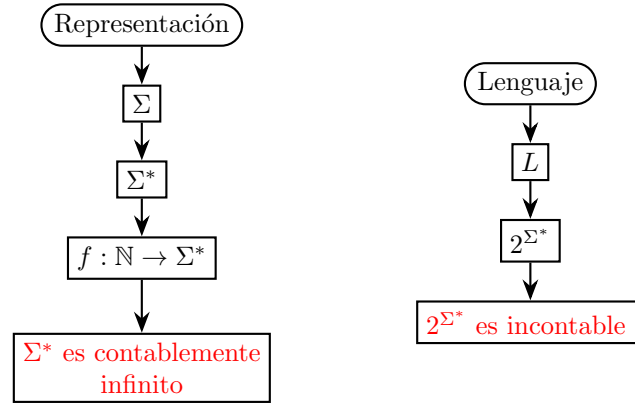 Representación
Σ
Σ*
f : ℕ → Σ*
Σ* es contablemente
infinito
Lenguaje
L
2^{Σ*}
2^{Σ*} es incontable